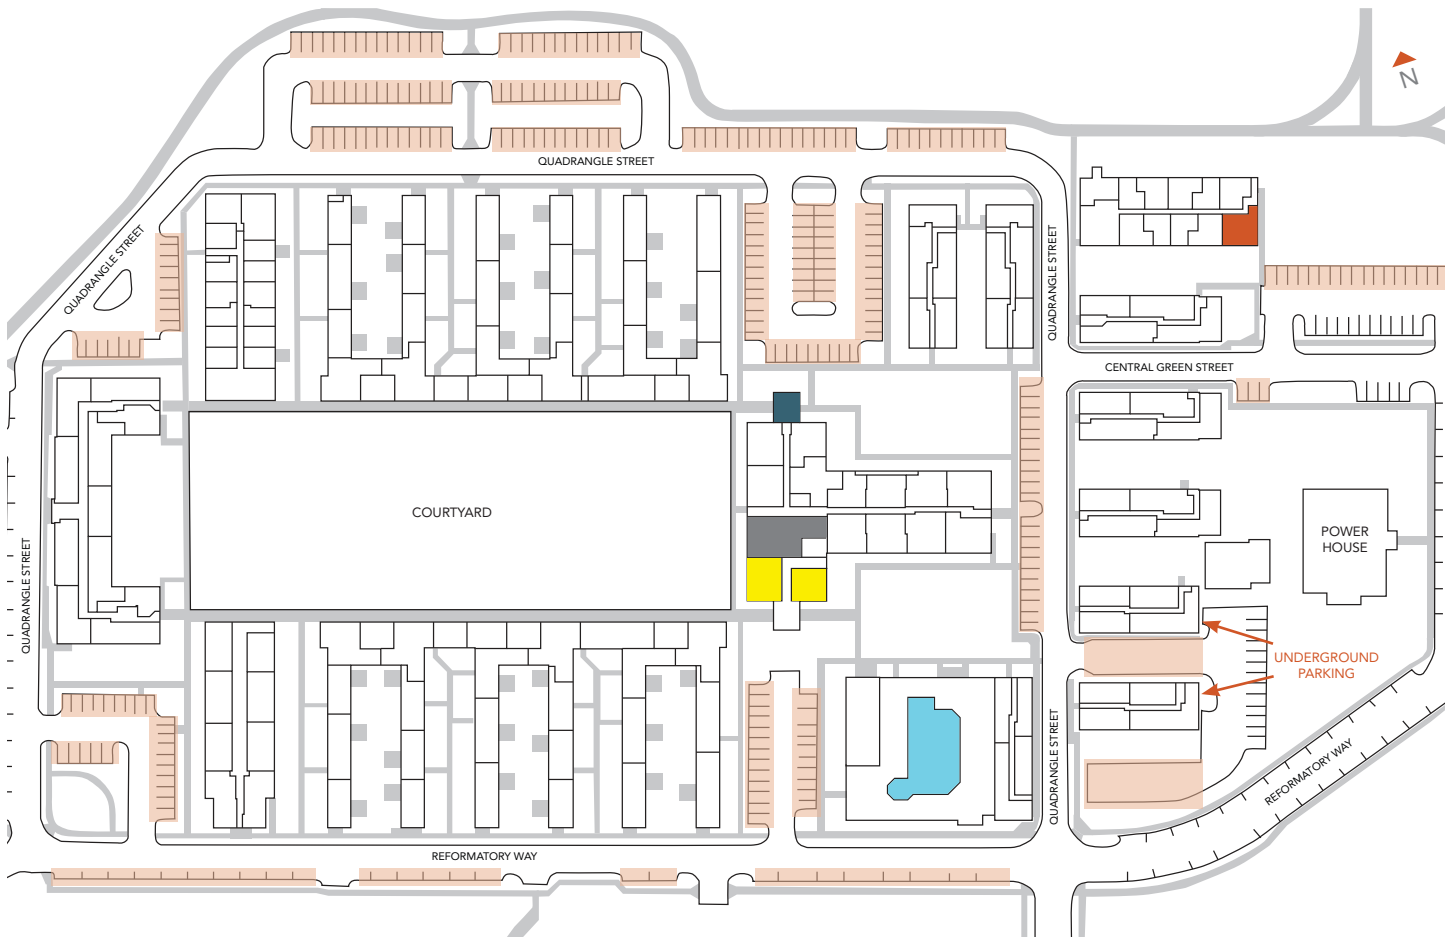 N
QUADRANGLE STREET
QUADRANGLE STREET
QUADRANGLE STREET
CENTRAL GREEN STREET
COURTYARD
POWER
HOUSE
QUADRANGLE STREET
UNDERGROUND
PARKING
QUADRANGLE STREET
REFORMATORY WAY
REFORMATORY WAY